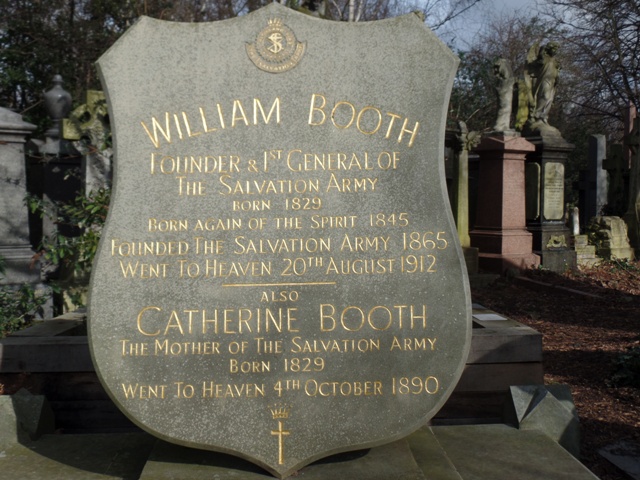 WILLIAM BOOTH
FOUNDER & 1ST GENERAL OF
THE SALVATION ARMY
BORN 1829
BORN AGAIN OF THE SPIRIT 1845
FOUNDED THE SALVATION ARMY 1865
WENT TO HEAVEN 20TH AUGUST 1912
ALSO
CATHERINE BOOTH
THE MOTHER OF THE SALVATION ARMY
BORN 1829
WENT TO HEAVEN 4TH OCTOBER 1890